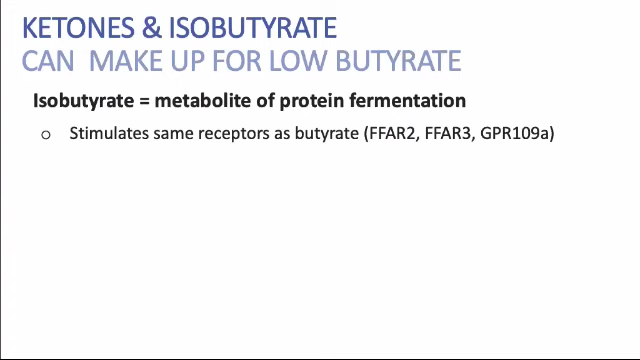 KETONES & ISOBUTYRATE
CAN MAKE UP FOR LOW BUTYRATE
Isobutyrate = metabolite of protein fermentation
o Stimulates same receptors as butyrate (FFAR2, FFAR3, GPR109a)